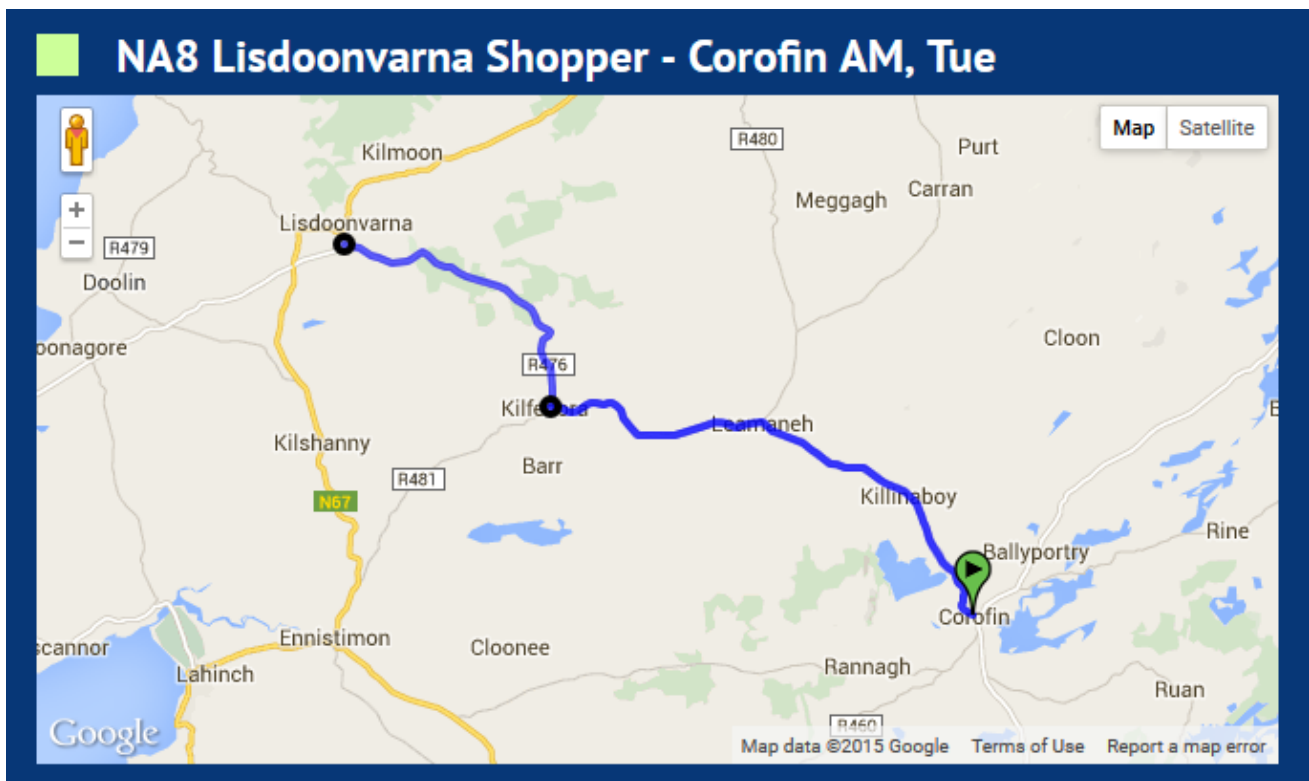 NA8 Lisdoonvarna Shopper - Corofin AM, Tue
Map Satellite
R480
Purt
Kilmoon
Carran
Meggagh
+
Lisdoonvarna
−
R479
Doolin
Cloon
oonagore
R476
Kilfenora
Leamaneh
Kilshanny
Barr
R481
Killinaboy
N67
Rine
Ballyportry
Corofin
Ennistimon
scannor
Cloonee
Rannagh
Lahinch
Ruan
R460
Google
Map data ©2015 Google Terms of Use Report a map error